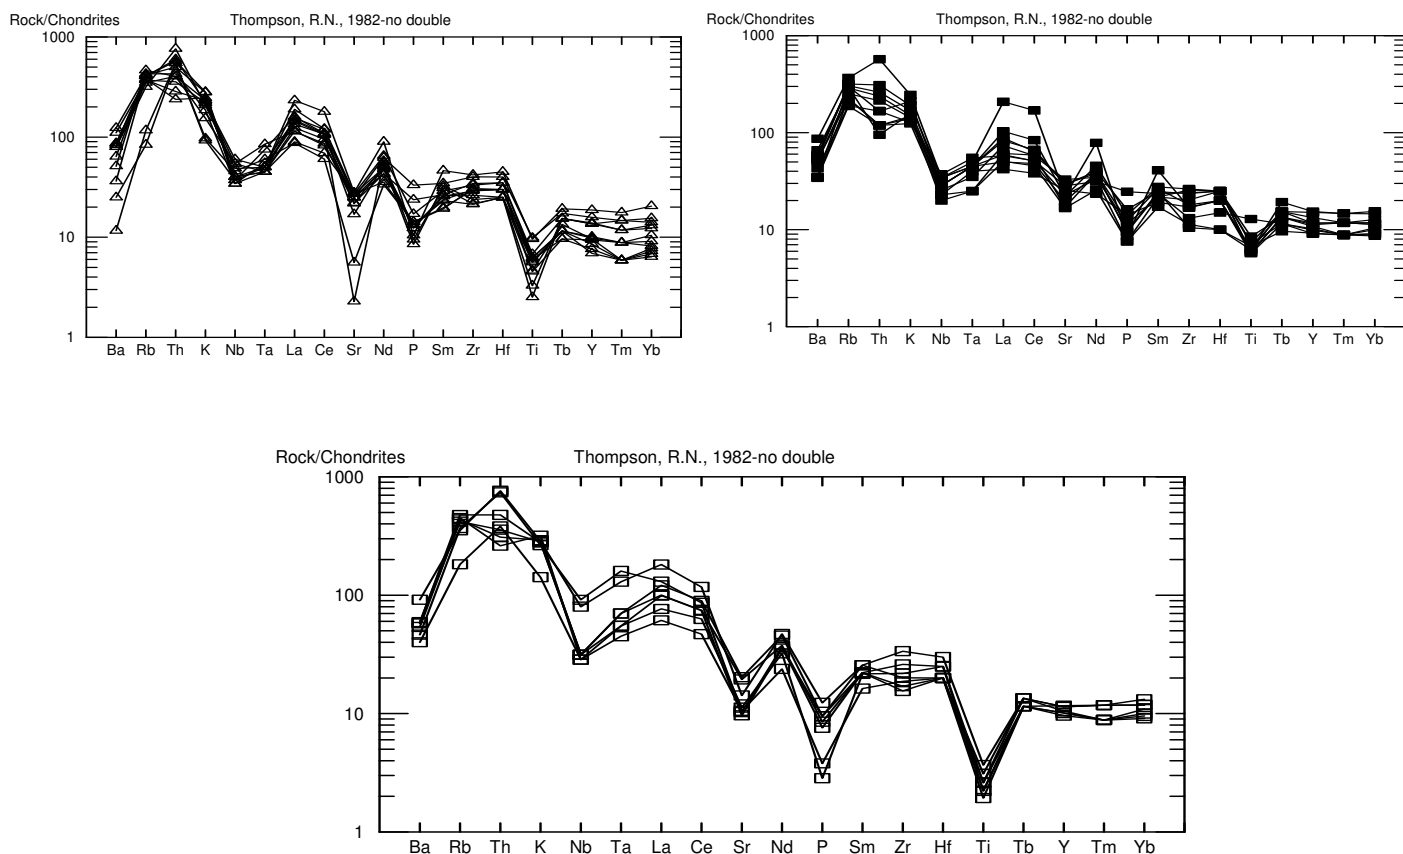 Rock/Chondrites Thompson, R.N., 1982-no double
1000
100
10
1
Ba Rb Th K Nb Ta La Ce Sr Nd P Sm Zr Hf Ti Tb Y Tm Yb
Rock/Chondrites Thompson, R.N., 1982-no double
1000
100
10
1
Ba Rb Th K Nb Ta La Ce Sr Nd P Sm Zr Hf Ti Tb Y Tm Yb
Rock/Chondrites Thompson, R.N., 1982-no double
1000
100
10
1
Ba Rb Th K Nb Ta La Ce Sr Nd P Sm Zr Hf Ti Tb Y Tm Yb